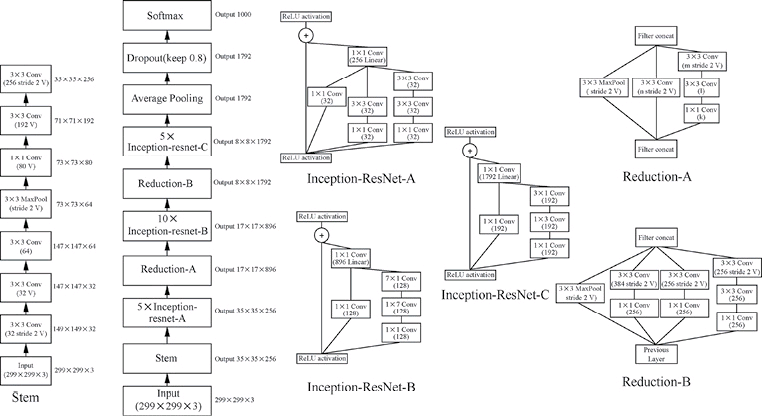 3×3 Conv
(256 stride 2 V)
35×35×256
3×3 Conv
(192 V)
71×71×192
1×1 Conv
(80 V)
73×73×80
3×3 MaxPool
(stride 2 V)
73×73×64
3×3 Conv
(64)
147×147×64
3×3 Conv
(32 V)
147×147×32
3×3 Conv
(32 stride 2 V)
149×149×32
Input
(299×299×3)
299×299×3
Stem
Softmax
Output 1000
Dropout(keep 0.8)
Output 1792
Average Pooling
Output 1792
5×
Inception-resnet-C
Output 8×8×1792
Reduction-B
Output 8×8×1792
10×
Inception-resnet-B
Output 17×17×896
Reduction-A
Output 17×17×896
5×Inception-
resnet-A
Output 35×35×256
Stem
Output 35×35×256
Input
(299×299×3)
299×299×3
ReLU activation
+
1×1 Conv
(256 Linear)
1×1 Conv
(32)
3×3 Conv
(32)
1×1 Conv
(32)
3×3 Conv
(32)
3×3 Conv
(32)
1×1 Conv
(32)
ReLU activation
Inception-ResNet-A
ReLU activation
+
1×1 Conv
(896 Linear)
1×1 Conv
(128)
7×1 Conv
(128)
1×7 Conv
(128)
1×1 Conv
(128)
ReLU activation
Inception-ResNet-B
ReLU activation
+
1×1 Conv
(1792 Linear)
1×1 Conv
(192)
3×1 Conv
(192)
1×3 Conv
(192)
1×1 Conv
(192)
ReLU activation
Inception-ResNet-C
Filter concat
3×3 MaxPool
( stride 2 V)
3×3 Conv
(n stride 2 V)
3×3 Conv
(m stride 2 V)
3×3 Conv
(l)
1×1 Conv
(k)
Filter concat
Reduction-A
Filter concat
3×3 MaxPool
stride 2 V)
3×3 Conv
(384 stride 2 V)
1×1 Conv
(256)
3×3 Conv
(256 stride 2 V)
1×1 Conv
(256)
3×3 Conv
(256 stride 2 V)
3×3 Conv
(256)
1×1 Conv
(256)
Previous
Layer
Reduction-B